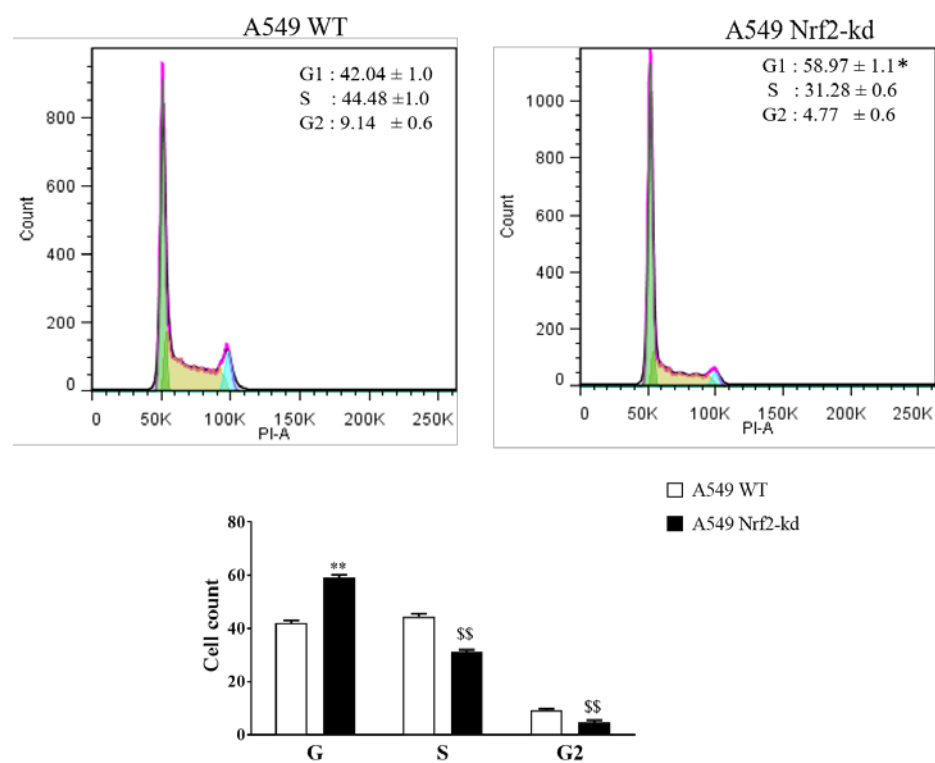 A549 WT
G1 : 42.04 ± 1.0
S : 44.48 ±1.0
G2 : 9.14 ± 0.6
Count
800
600
400
200
0
0 50K 100K 150K 200K 250K
PI-A
A549 Nrf2-kd
G1 : 58.97 ± 1.1*
S : 31.28 ± 0.6
G2 : 4.77 ± 0.6
Count
1000
800
600
400
200
0
0 50K 100K 150K 200K 250K
PI-A
A549 WT
A549 Nrf2-kd
Cell count
80
60
40
20
0
**
$$
$$
G S G2